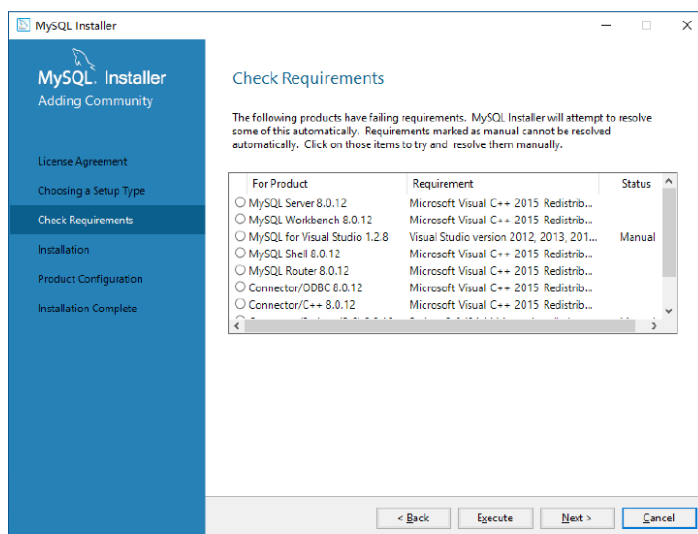 MySQL Installer
MySQL. Installer
Adding Community
License Agreement
Choosing a Setup Type
Check Requirements
Installation
Product Configuration
Installation Complete
Check Requirements
The following products have failing requirements. MySQL Installer will attempt to resolve
some of this automatically. Requirements marked as manual cannot be resolved
automatically. Click on those items to try and resolve them manually.
For Product Requirement Status
MySQL Server 8.0.12 Microsoft Visual C++ 2015 Redistrib...
MySQL Workbench 8.0.12 Microsoft Visual C++ 2015 Redistrib...
MySQL for Visual Studio 1.2.8 Visual Studio version 2012, 2013, 201... Manual
MySQL Shell 8.0.12 Microsoft Visual C++ 2015 Redistrib...
MySQL Router 8.0.12 Microsoft Visual C++ 2015 Redistrib...
Connector/ODBC 8.0.12 Microsoft Visual C++ 2015 Redistrib...
Connector/C++ 8.0.12 Microsoft Visual C++ 2015 Redistrib...
< Back Execute Next > Cancel